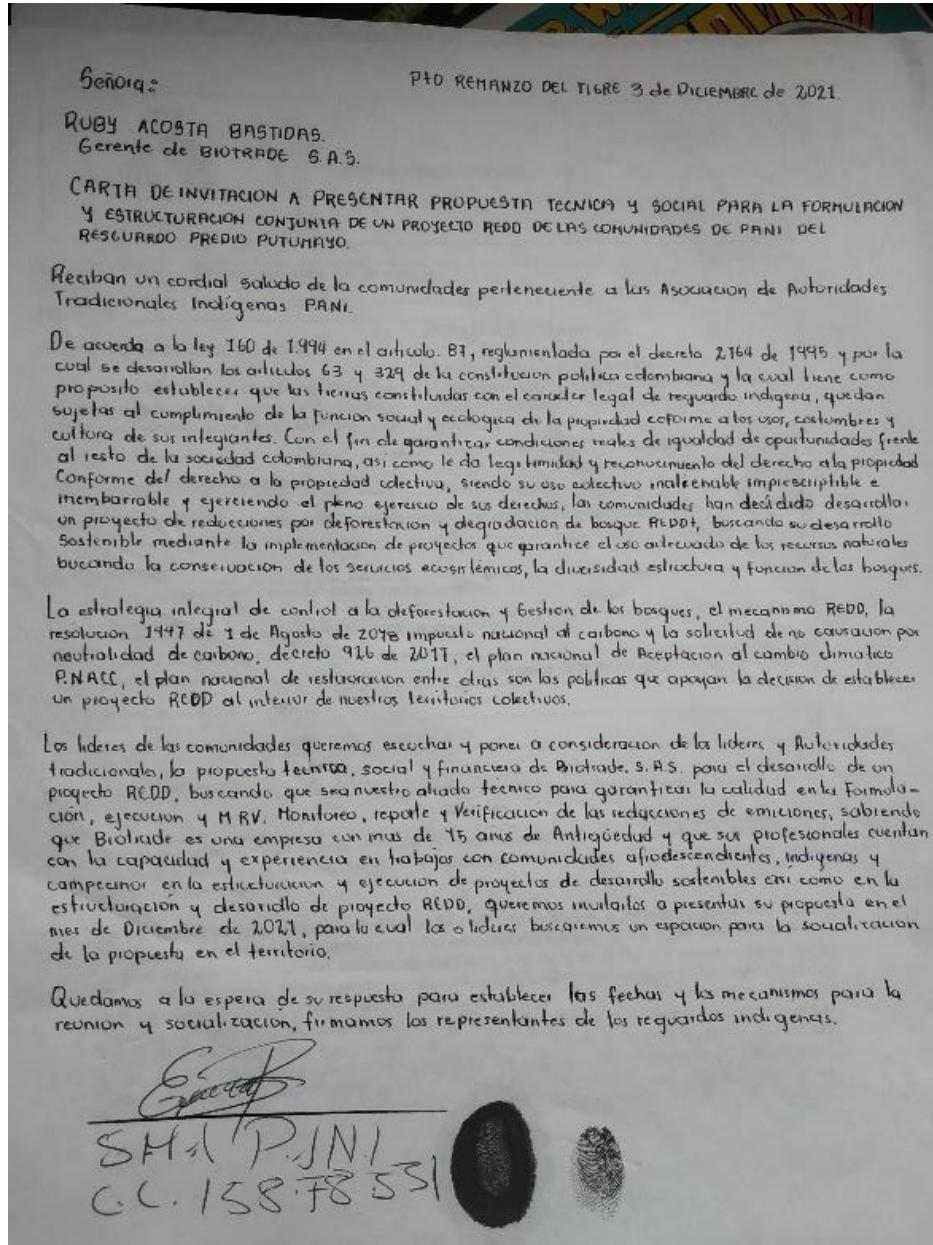 Señora: PtO REMANZO DEL TIGRE 3 de DICIEMBRE de 2021.
RUBY ACOSTA BASTIDAS.
Gerente de BIOTRADE S.A.S.
CARTA DE INVITACION A PRESENTAR PROPUESTA TECNICA Y SOCIAL PARA LA FORMULACION
Y ESTRUCTURACION CONJUNTA DE UN PROYECTO REDD DE LAS COMUNIDADES DE PANI DEL
RESGUARDO PREDIO PUTUMAYO.
Reciban un cordial saludo de la comunidades perteneciente a las Asociacion de Autoridades
Tradicionales Indígenas P.ANI.
De acuerdo a la ley 160 de 1.994 en el articulo. 87, reglamentada por el decreto 2164 de 1995 y por la
cual se desarollan los articulos 63 y 329 de la constitucion politica colombiana y la cual tiene como
proposito establecer que las tierras constituidas con el caracter legal de reguardo indigena, quedan
sujetas al cumplimiento de la funcion social y ecologica de la propiedad coforme a los usos, costumbres y
cultura de sus integrantes. Con el fin de garantizar condiciones reales de igualdad de oportunidades frente
al resto de la sociedad colombiana, asi como le da legitimidad y reconocimiento del derecho a la propiedad
Conforme del derecho a la propiedad colectiva, siendo su uso colectivo inalienable imprescriptible e
inembarrable y ejerciendo el pleno ejercicio de sus derechos, las comunidades han decidido desarrollar
un proyecto de reducciones por deforestacion y degradacion de bosque REDD+, buscando su desarrollo
Sostenible mediante la implementacion de proyectos que garantice el uso adecuado de los recursos naturales
bucando la conservacion de los servicios ecosistémicos, la diversidad estructura y funcion de los bosques.
La estrategia integral de control a la deforestacion y Gestion de los bosques, el mecanismo REDD, la
resolucion 1447 de 1 de Agosto de 2018 impuesto nacional al carbono y la solicitud de no causacion por
neutralidad de carbono, decreto 926 de 2017, el plan nacional de Aceptacion al cambio climatico
P.NACC, el plan nacional de restauracion entre otras son las politicas que apoyan la decision de establecer
un proyecto REDD al interior de nuestros territorios colectivos.
Los lideres de las comunidades queremos escuchar y poner a consideracion de los lideres y Autoridades
tradicionales, la propuesta tecnica, social y financiera de Biotrade. S.A.S. para el desarrollo de un
proyecto REDD, buscando que sea nuestro aliado tecnico para garantizar la calidad en la formula-
ción, ejecucion y MRV. Monitoreo, reporte y Verificacion de las reducciones de emiciones, sabiendo
que Biotrade es una empresa con mas de 15 años de Antigüedad y que sus profesionales cuentan
con la capacidad y experiencia en trabajos con comunidades afrodescendientes, indigenas y
campecinos en la estructuracion y ejecucion de proyectos de desarrollo sostenibles asi como en la
estructuración y desarrollo de proyecto REDD, queremos invitarlos a presentar su propuesta en el
mes de Diciembre de 2021, para lo cual los o lideres buscaremos un espacio para la socializacion
de la propuesta en el territorio.
Quedamos a la espera de su respuesta para establecer las fechas y los mecanismos para la
reunion y socialización, firmamos los representantes de los reguardos indigenas.
P.ANI
C.C. 158.78.531